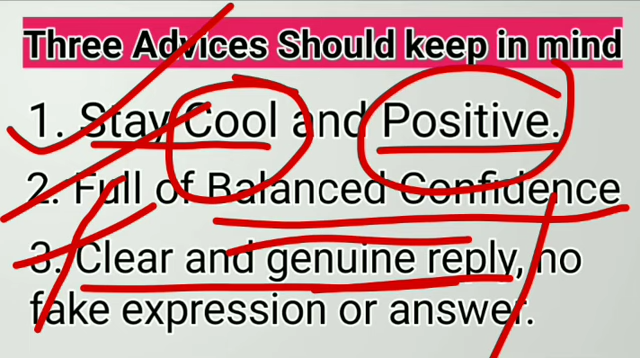 Three Advices Should keep in mind
1. Stay Cool and Positive.
2. Full of Balanced Confidence
3. Clear and genuine reply, no
fake expression or answer.